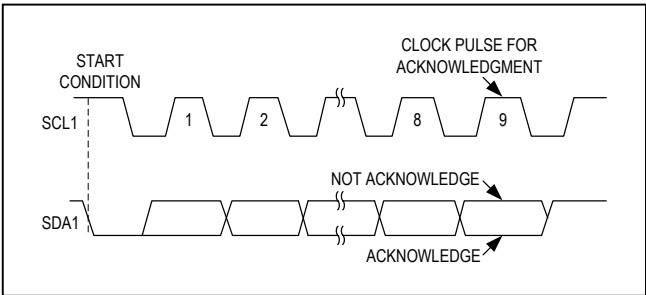 START
CONDITION
CLOCK PULSE FOR
ACKNOWLEDGMENT
SCL1
1
2
8
9
NOT ACKNOWLEDGE
SDA1
ACKNOWLEDGE